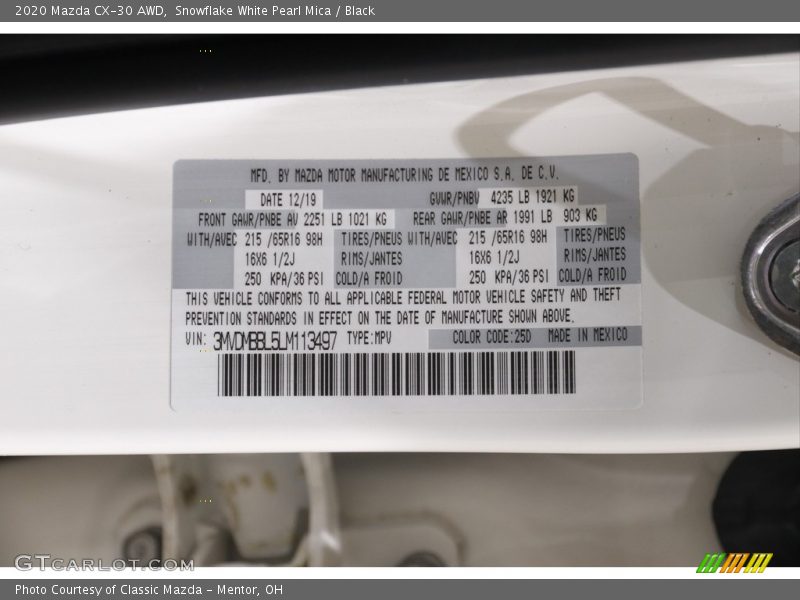 2020 Mazda CX-30 AWD, Snowflake White Pearl Mica / Black
MFD. BY MAZDA MOTOR MANUFACTURING DE MEXICO S.A. DE C.V.
DATE 12/19 GVWR/PNBV 4235 LB 1921 KG
FRONT GAWR/PNBE AV 2251 LB 1021 KG REAR GAWR/PNBE AR 1991 LB 903 KG
WITH/AVEC 215 /65R16 98H TIRES/PNEUS WITH/AVEC 215 /65R16 98H TIRES/PNEUS
16X6 1/2J RIMS/JANTES 16X6 1/2J RIMS/JANTES
250 KPA/36 PSI COLD/A FROID 250 KPA/36 PSI COLD/A FROID
THIS VEHICLE CONFORMS TO ALL APPLICABLE FEDERAL MOTOR VEHICLE SAFETY AND THEFT
PREVENTION STANDARDS IN EFFECT ON THE DATE OF MANUFACTURE SHOWN ABOVE.
VIN: 3MVDMBBL5LM113497 TYPE:MPV COLOR CODE:25D MADE IN MEXICO
GTCARLOT.COM
Photo Courtesy of Classic Mazda - Mentor, OH